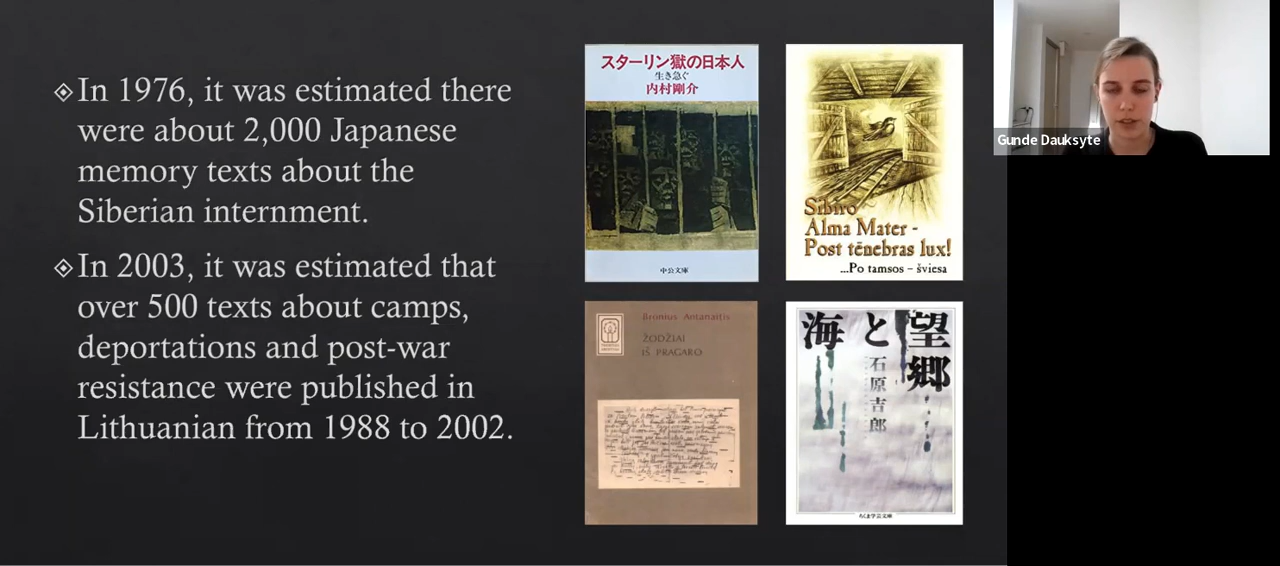 In 1976, it was estimated there
were about 2,000 Japanese
memory texts about the
Siberian internment.
In 2003, it was estimated that
over 500 texts about camps,
deportations and post-war
resistance were published in
Lithuanian from 1988 to 2002.
スターリン獄の日本人
生き急ぐ
内村剛介
中公文庫
Sibiro
Alma Mater -
Post tēnebras lux!
...Po tamsos – šviesa
Bronius Antanaitis
ŽODŽIAI
IŠ PRAGARO
望郷
と
海
石原吉郎
ちくま学芸文庫
Gunde Dauksyte